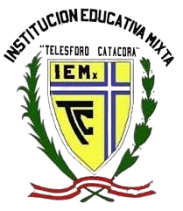 INSTITUCION EDUCATIVA MIXTA
"TELESFORO CATACORA"
IEMx
TC